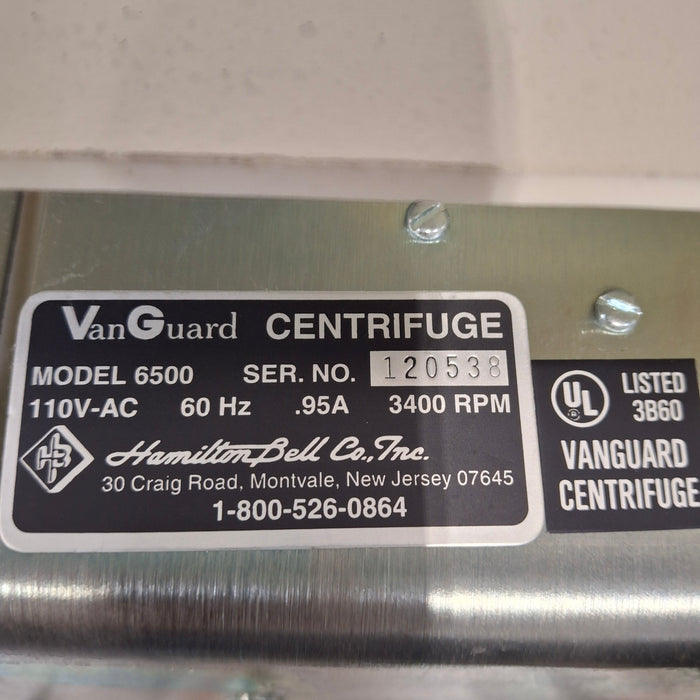 VanGuard CENTRIFUGE
MODEL 6500 SER. NO. 120538
110V-AC 60 Hz .95A 3400 RPM
HB
Hamilton Bell Co., Inc.
30 Craig Road, Montvale, New Jersey 07645
1-800-526-0864
UL
LISTED
3B60
VANGUARD
CENTRIFUGE